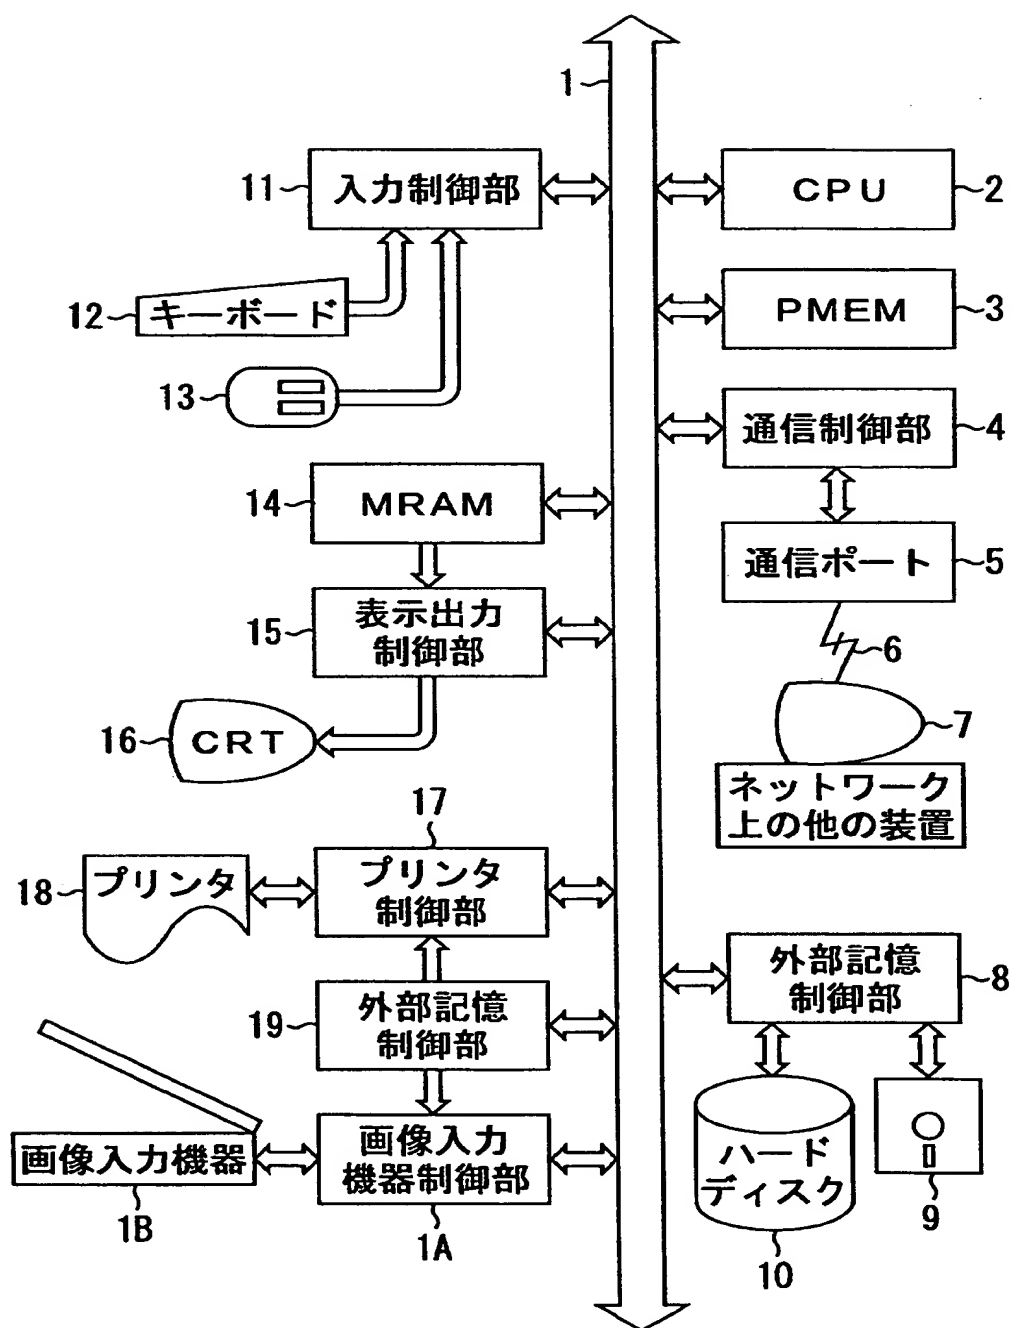 1
11
入力制御部
CPU
2
12
キーボード
PMEM
3
13
通信制御部
4
14
MRAM
通信ポート
5
15
表示出力
制御部
6
16
CRT
7
ネットワーク
上の他の装置
17
18
プリンタ
プリンタ
制御部
外部記憶
制御部
8
19
外部記憶
制御部
画像入力機器
1B
画像入力
機器制御部
1A
ハード
ディスク
10
9